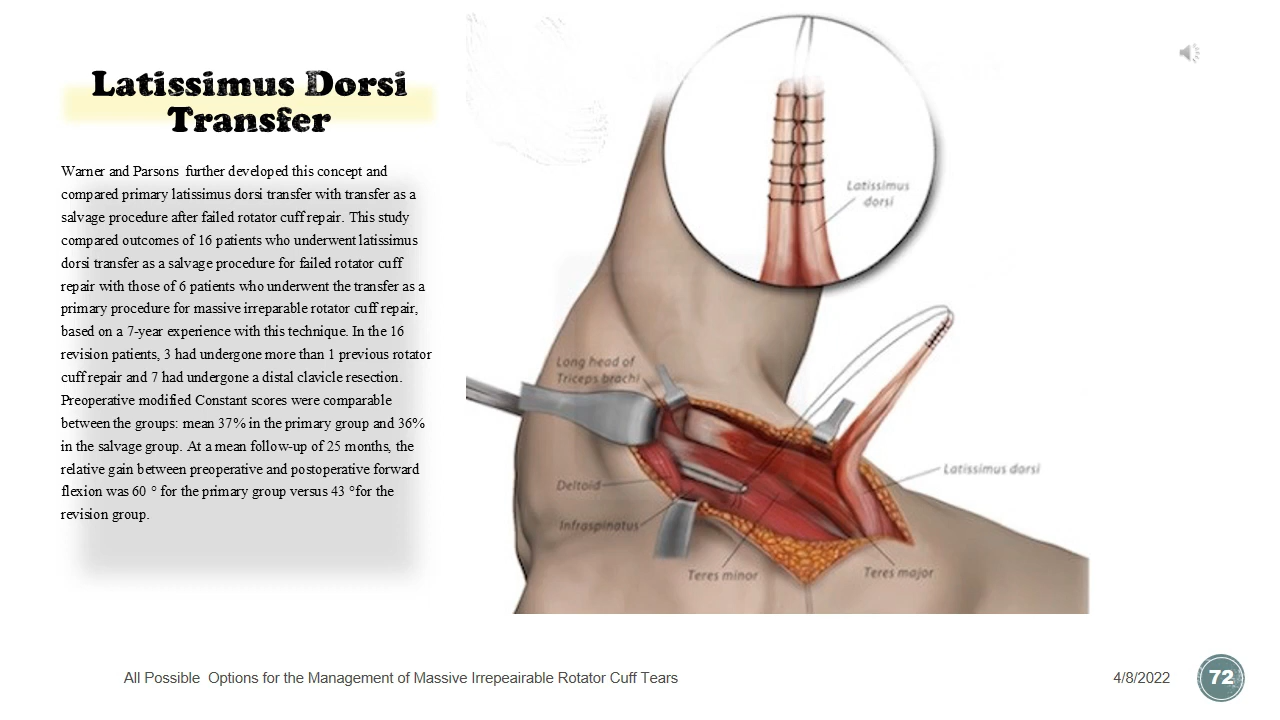 Latissimus Dorsi
Transfer
Warner and Parsons further developed this concept and
compared primary latissimus dorsi transfer with transfer as a
salvage procedure after failed rotator cuff repair. This study
compared outcomes of 16 patients who underwent latissimus
dorsi transfer as a salvage procedure for failed rotator cuff
repair with those of 6 patients who underwent the transfer as a
primary procedure for massive irreparable rotator cuff repair,
based on a 7-year experience with this technique. In the 16
revision patients, 3 had undergone more than 1 previous rotator
cuff repair and 7 had undergone a distal clavicle resection.
Preoperative modified Constant scores were comparable
between the groups: mean 37% in the primary group and 36%
in the salvage group. At a mean follow-up of 25 months, the
relative gain between preoperative and postoperative forward
flexion was 60 ° for the primary group versus 43 °for the
revision group.
Latissimus
dorsi
Long head of
Triceps brachi
Deltoid
Infraspinatus
Teres minor
Teres major
Latissimus dorsi
All Possible Options for the Management of Massive Irrepeairable Rotator Cuff Tears
4/8/2022
72